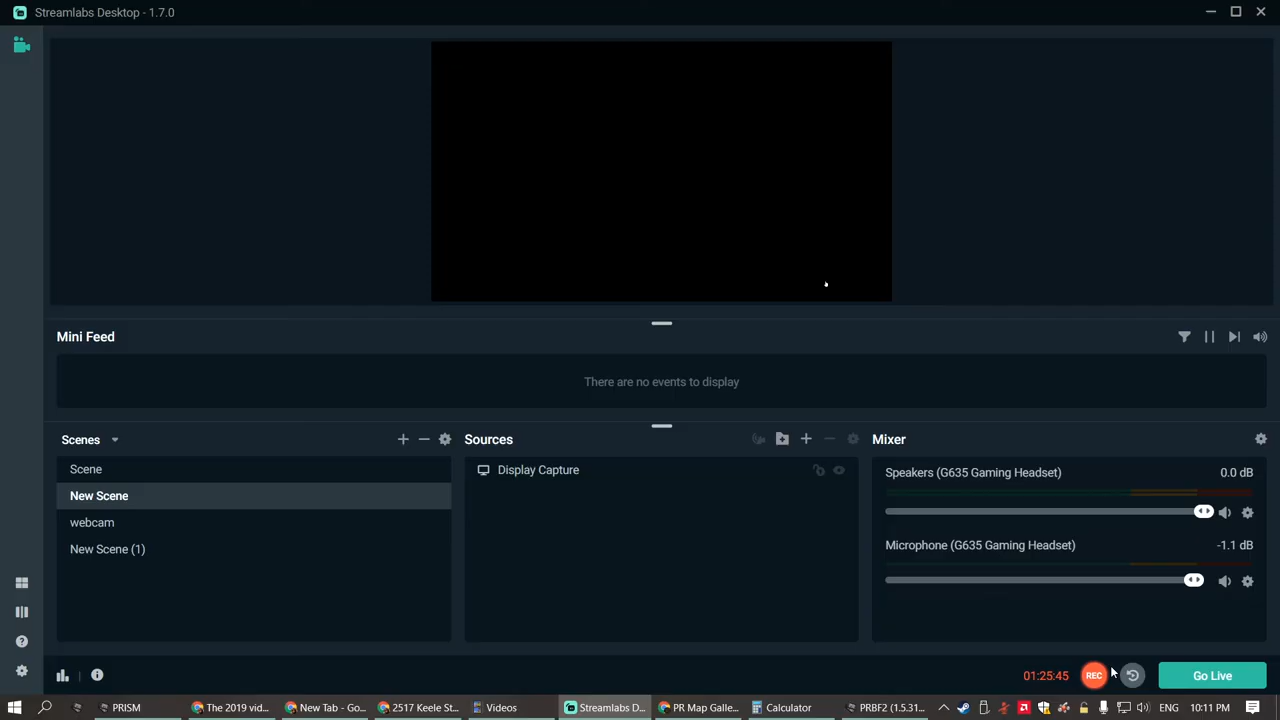 Streamlabs Desktop - 1.7.0
Mini Feed
There are no events to display
Scenes
Scene
New Scene
webcam
New Scene (1)
Sources
Display Capture
Mixer
Speakers (G635 Gaming Headset) 0.0 dB
Microphone (G635 Gaming Headset) -1.1 dB
01:25:45 REC Go Live
PRISM The 2019 vid... New Tab - Go... 2517 Keele St... Videos Streamlabs D... PR Map Galle... Calculator PRBF2 (1.5.31... ENG 10:11 PM